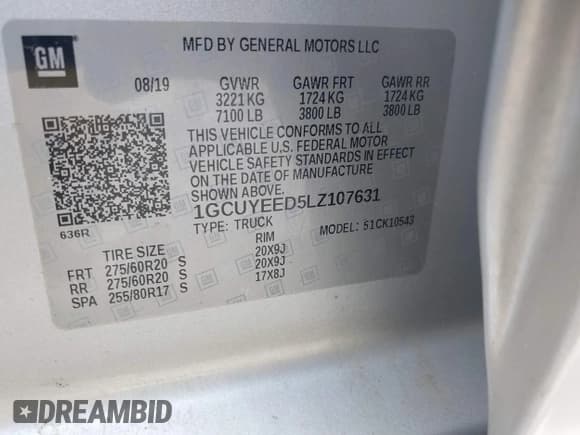 GM
MFD BY GENERAL MOTORS LLC
08/19 GVWR GAWR FRT GAWR RR
3221 KG 1724 KG 1724 KG
7100 LB 3800 LB 3800 LB
THIS VEHICLE CONFORMS TO ALL
APPLICABLE U.S. FEDERAL MOTOR
VEHICLE SAFETY STANDARDS IN EFFECT
ON THE DATE OF MANUFACTURE
SHOWN ABOVE.
1GCUYEED5LZ107631
636R TYPE: TRUCK MODEL: 51CK10543
TIRE SIZE RIM
FRT 275/60R20 S 20X9J
RR 275/60R20 S 20X9J
SPA 255/80R17 S 17X8J
DREAMBID